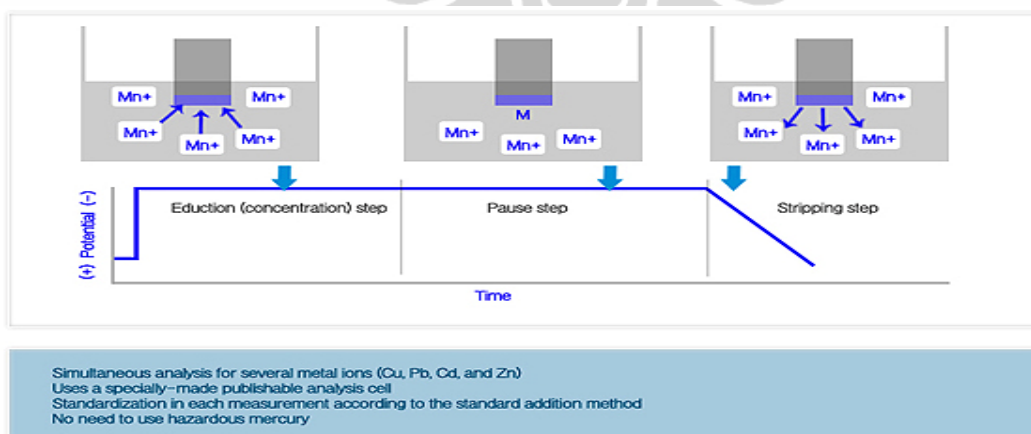 Mn+ Mn+ Mn+ Mn+
Mn+ Mn+ M Mn+ Mn+
Mn+ Mn+ Mn+ Mn+ Mn+
Mn+ Mn+
(+) Potential (-)
Eduction (concentration) step
Pause step
Stripping step
Time
Simultaneous analysis for several metal ions (Cu, Pb, Cd, and Zn)
Uses a specially-made publishable analysis cell
Standardization in each measurement according to the standard addition method
No need to use hazardous mercury